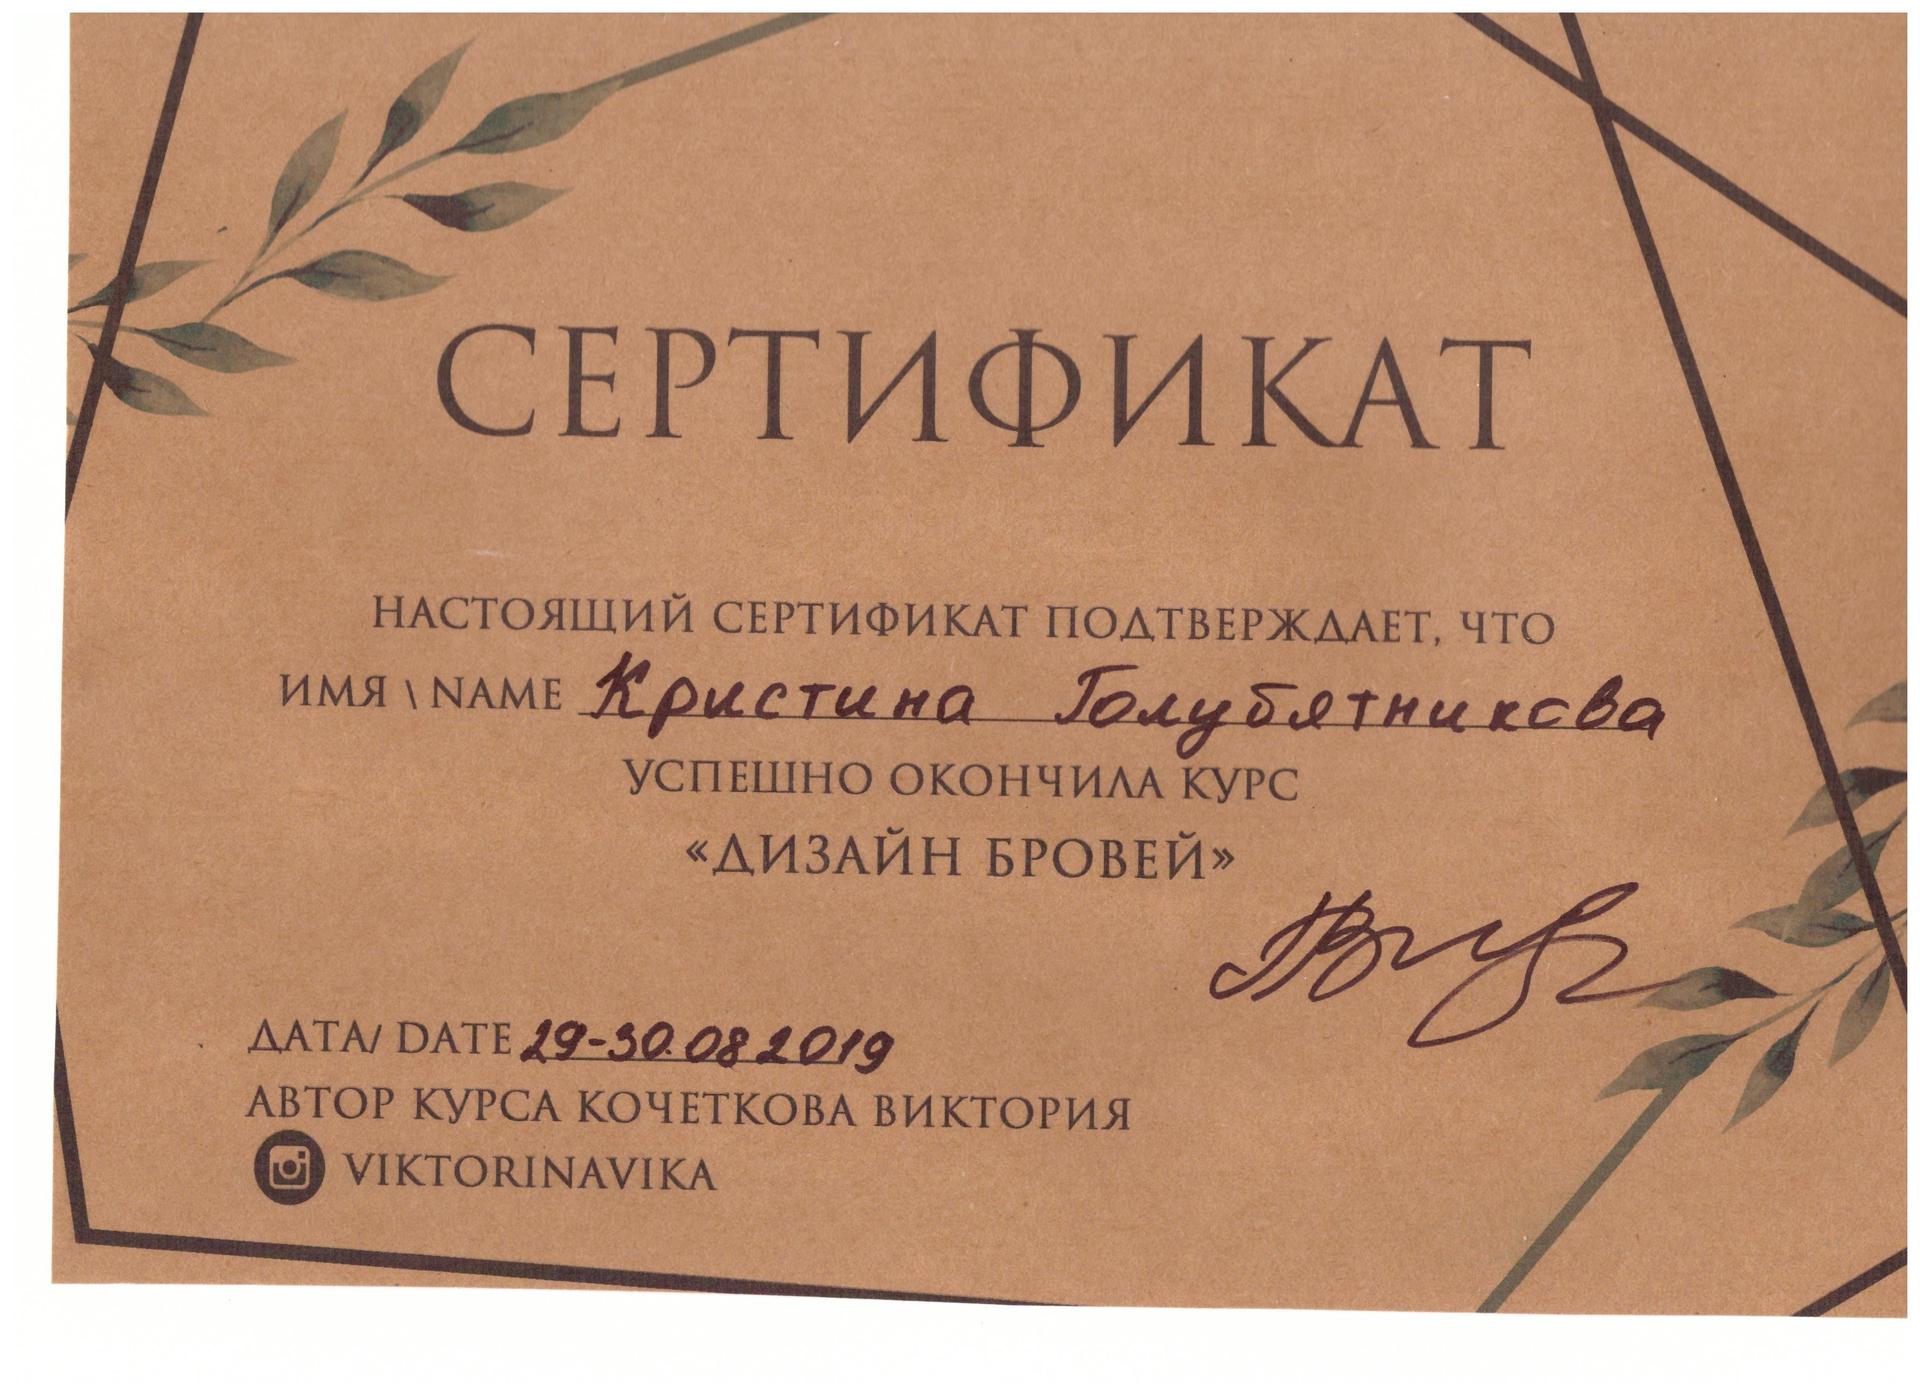 СЕРТИФИКАТ
НАСТОЯЩИЙ СЕРТИФИКАТ ПОДТВЕРЖДАЕТ, ЧТО
ИМЯ \ NAME Кристина Голубятникова
УСПЕШНО ОКОНЧИЛА КУРС
«ДИЗАЙН БРОВЕЙ»
ДАТА/ DATE 29-30.08 2019
АВТОР КУРСА КОЧЕТКОВА ВИКТОРИЯ
VIKTORINAVIKA